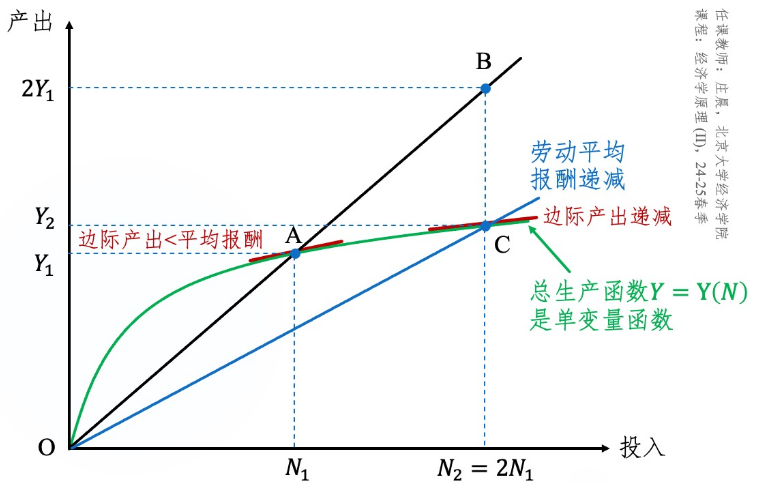 产出
任课教师：庄晨，北京大学经济学院
课程：经济学原理(II)，24-25春季
2Y₁
B
劳动平均
报酬递减
Y₂
边际产出递减
边际产出<平均报酬
A
C
Y₁
总生产函数Y = Y(N)
是单变量函数
O
投入
N₁
N₂ = 2N₁